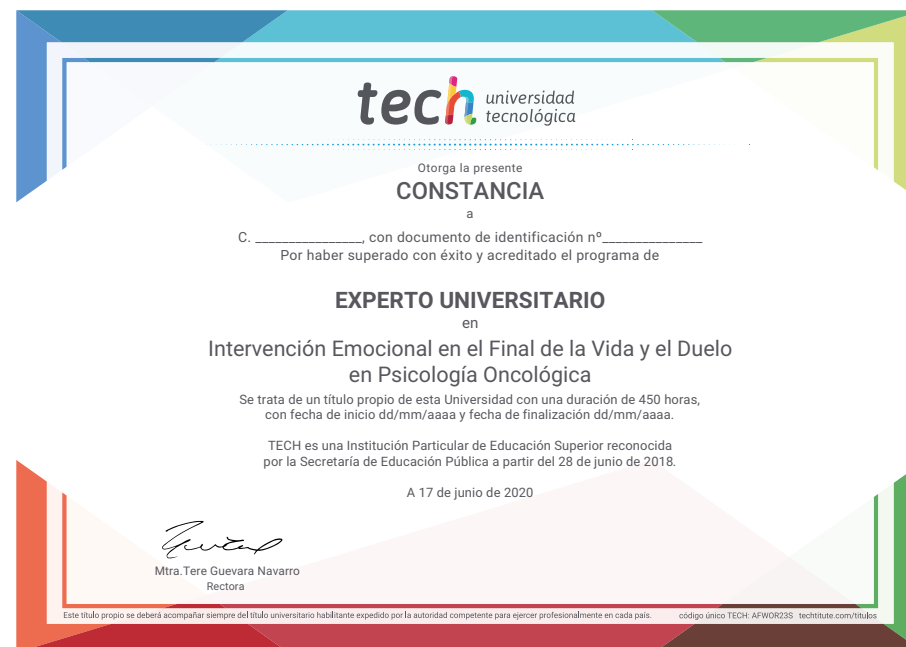 tech universidad
tecnológica
Otorga la presente
CONSTANCIA
a
C. ________________, con documento de identificación nº_______________
Por haber superado con éxito y acreditado el programa de
EXPERTO UNIVERSITARIO
en
Intervención Emocional en el Final de la Vida y el Duelo
en Psicología Oncológica
Se trata de un título propio de esta Universidad con una duración de 450 horas,
con fecha de inicio dd/mm/aaaa y fecha de finalización dd/mm/aaaa.
TECH es una Institución Particular de Educación Superior reconocida
por la Secretaría de Educación Pública a partir del 28 de junio de 2018.
A 17 de junio de 2020
Mtra.Tere Guevara Navarro
Rectora
Este título propio se deberá acompañar siempre del título universitario habilitante expedido por la autoridad competente para ejercer profesionalmente en cada país. código único TECH: AFWOR23S techtitute.com/titulos